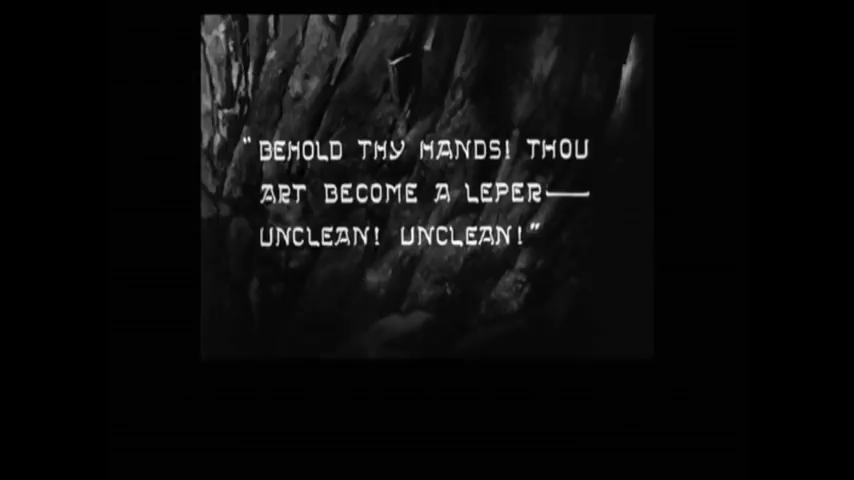 "BEHOLD THY HANDS! THOU
ART BECOME A LEPER—
UNCLEAN! UNCLEAN!"